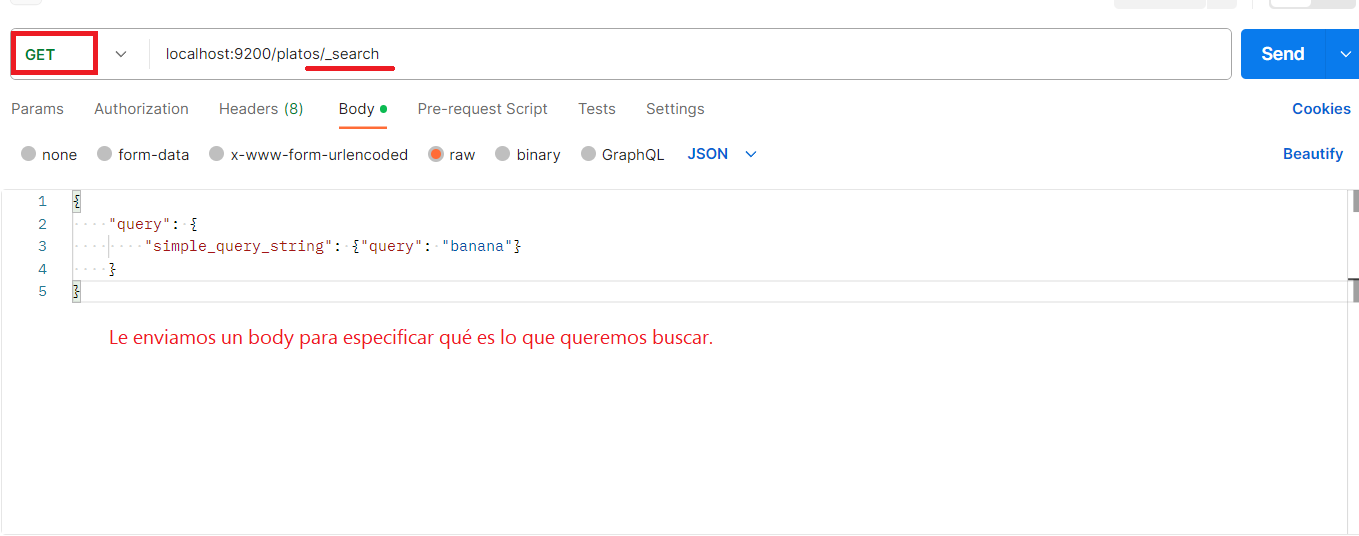 GET localhost:9200/platos/_search Send
Params Authorization Headers (8) Body Pre-request Script Tests Settings Cookies
none form-data x-www-form-urlencoded raw binary GraphQL JSON Beautify
1 {
2 "query": {
3 "simple_query_string": {"query": "banana"}
4 }
5 }
Le enviamos un body para especificar qué es lo que queremos buscar.